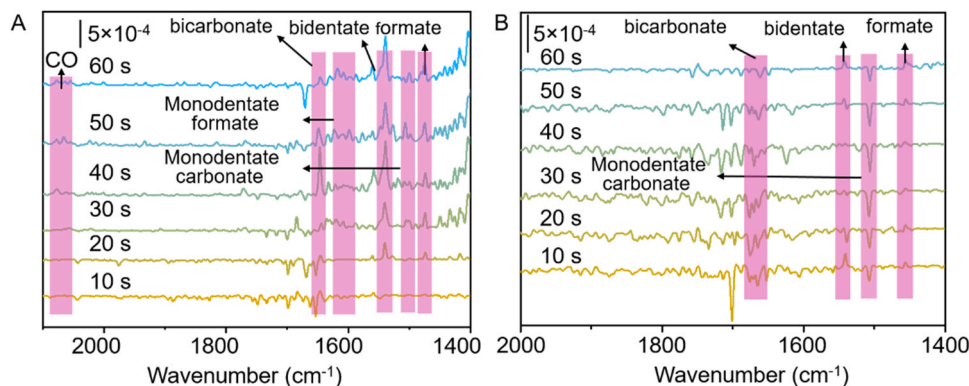 A
5×10⁻⁴
bicarbonate
bidentate formate
CO
60 s
Monodentate
formate
50 s
Monodentate
carbonate
40 s
30 s
20 s
10 s
2000 1800 1600 1400
Wavenumber (cm⁻¹)
B
5×10⁻⁴
bicarbonate bidentate formate
60 s
50 s
40 s
Monodentate
carbonate
30 s
20 s
10 s
2000 1800 1600 1400
Wavenumber (cm⁻¹)